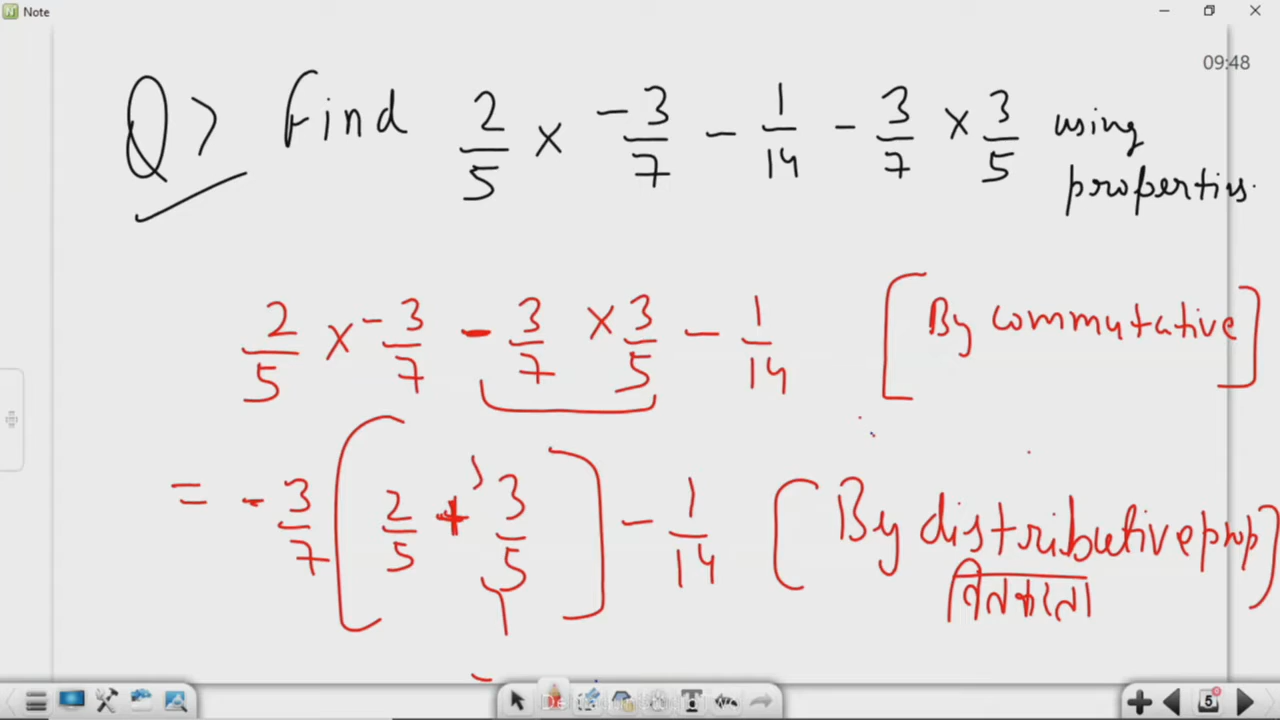 Note
09:48
Q> Find 2/5 × -3/7 - 1/14 - 3/7 × 3/5 using properties.
2/5 × -3/7 - 3/7 × 3/5 - 1/14 [By commutative]
= -3/7 ( 2/5 + 3/5 ) - 1/14 [By distributive prop]
5